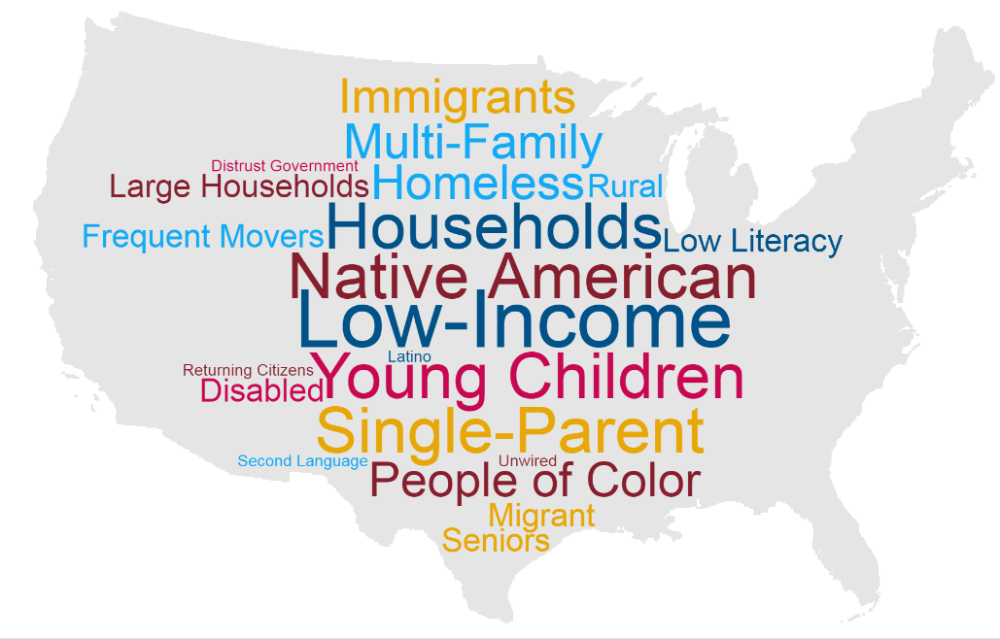 Immigrants
Multi-Family
Distrust Government
Large Households
Homeless
Rural
Households
Frequent Movers
Low Literacy
Native American
Low-Income
Latino
Young Children
Returning Citizens
Disabled
Single-Parent
Second Language
Unwired
People of Color
Migrant
Seniors